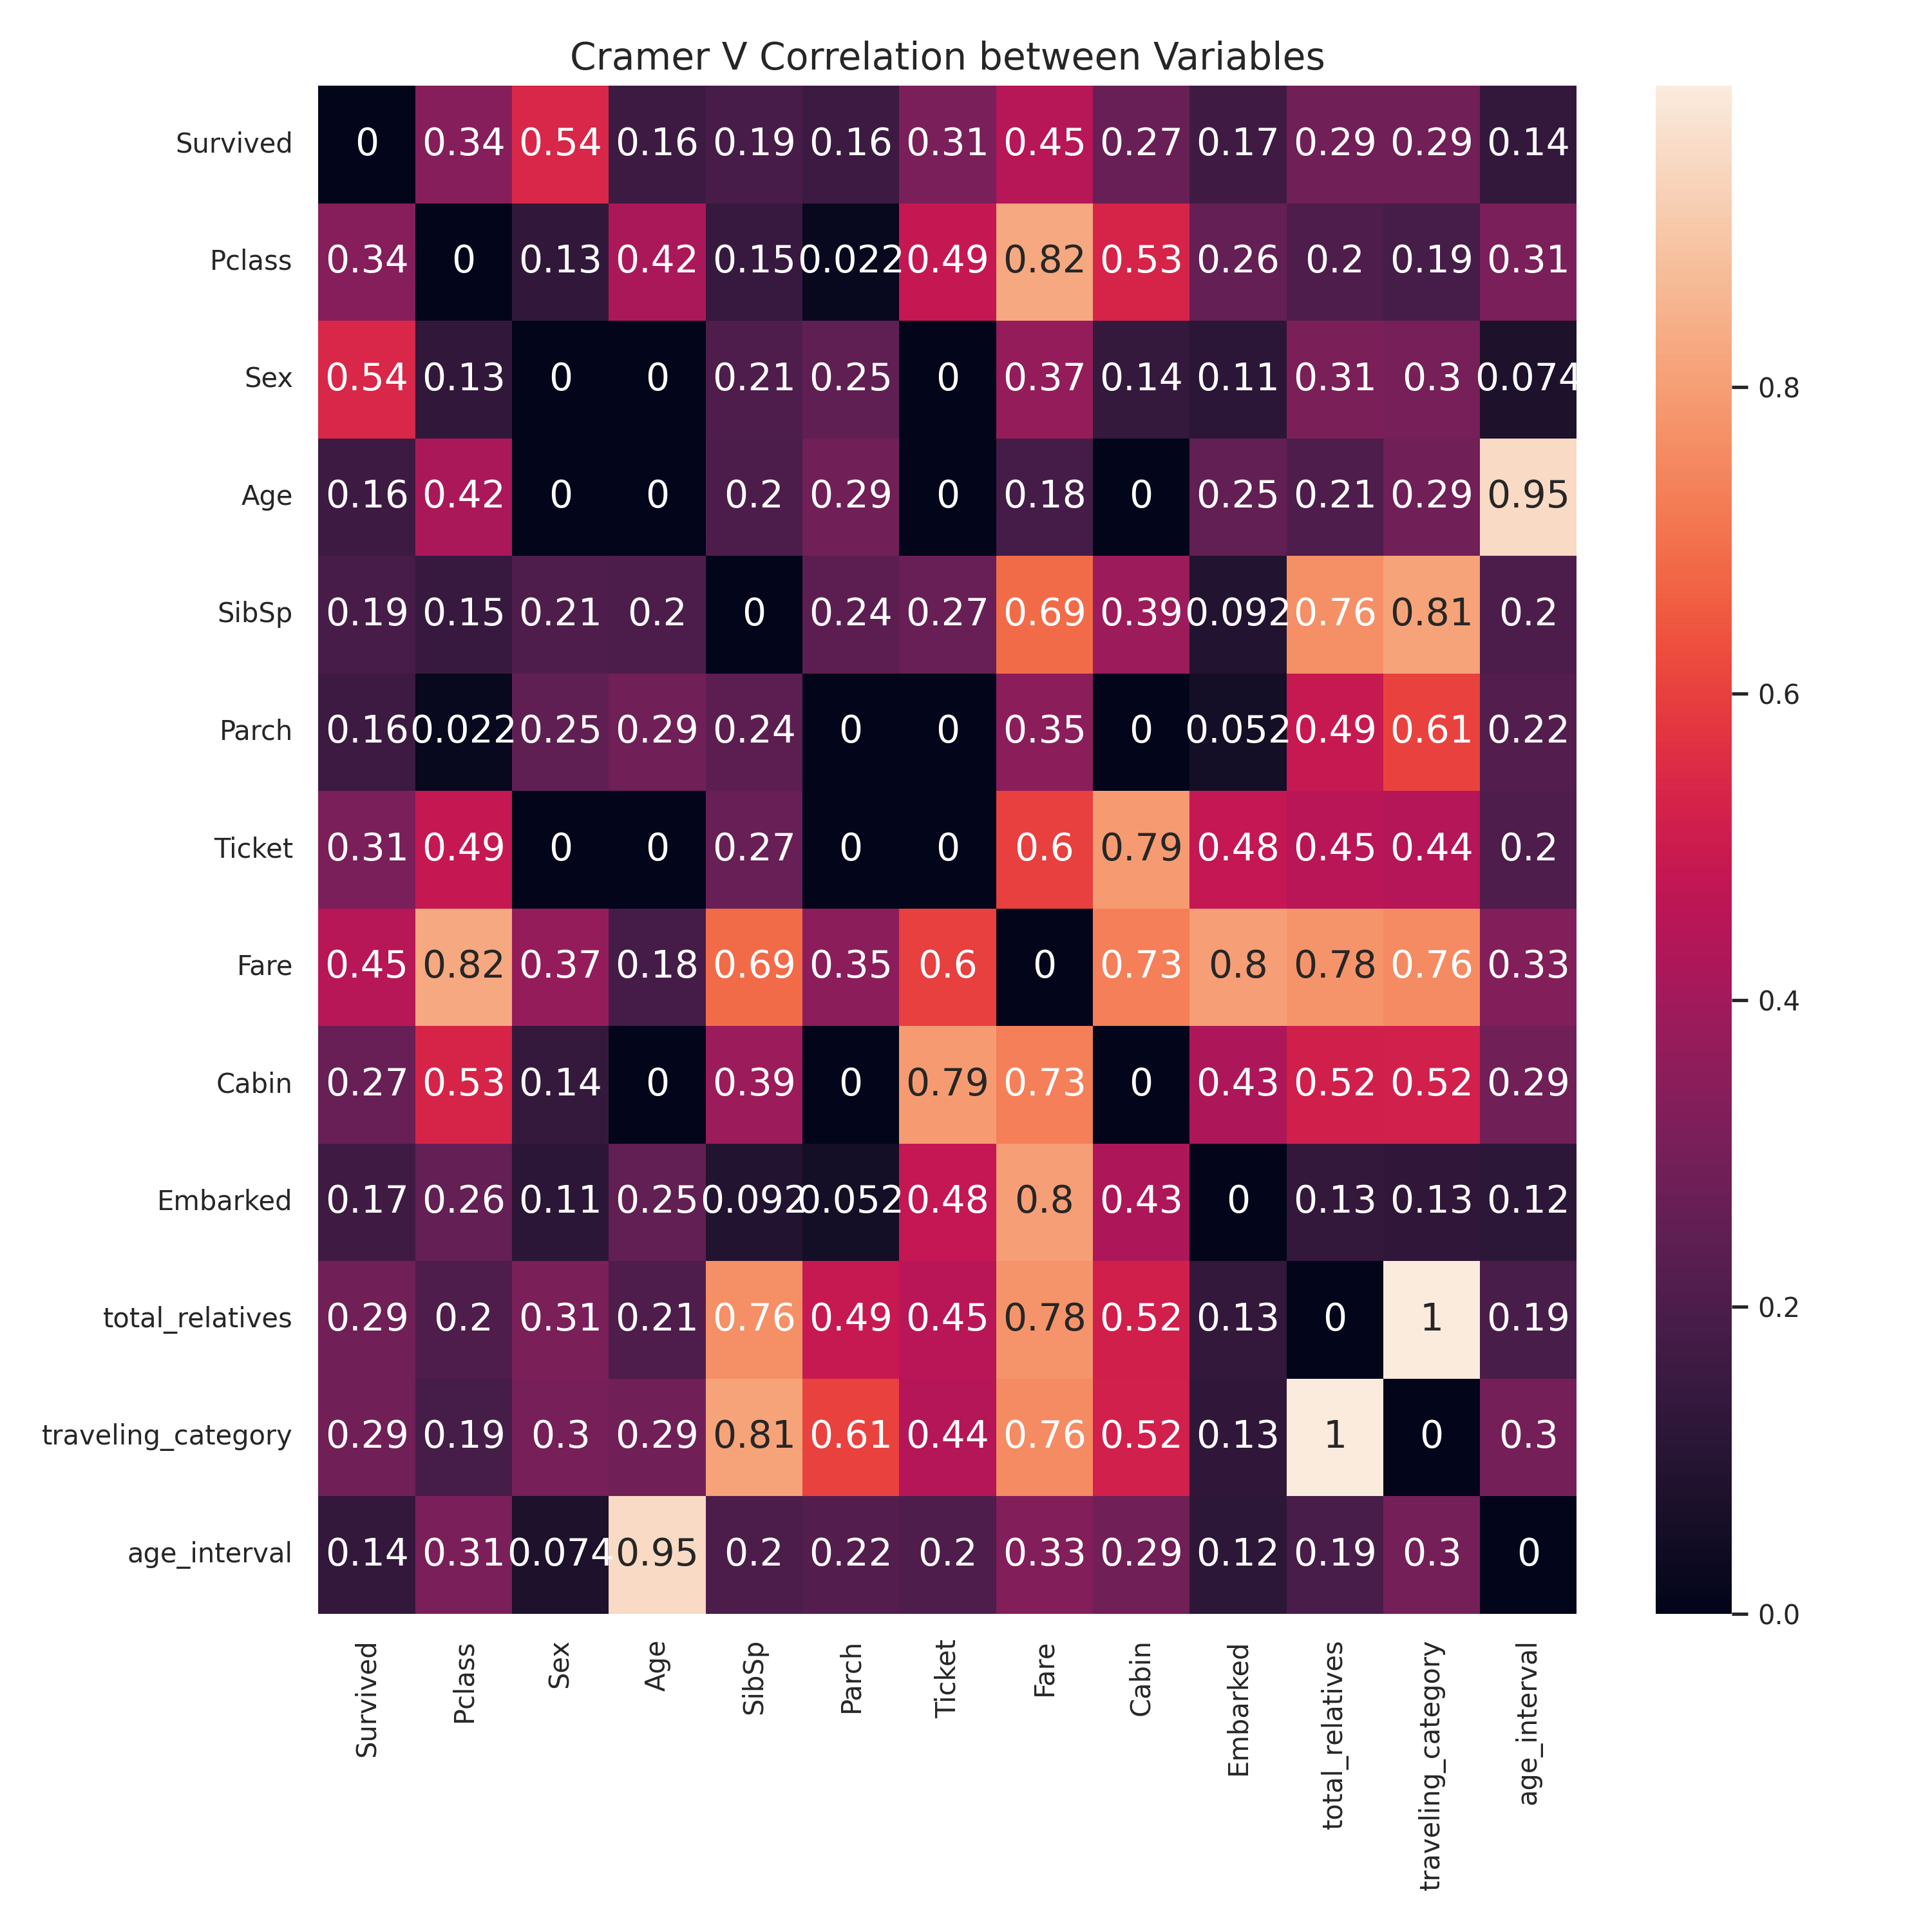 Cramer V Correlation between Variables
Survived 0 0.34 0.54 0.16 0.19 0.16 0.31 0.45 0.27 0.17 0.29 0.29 0.14
Pclass 0.34 0 0.13 0.42 0.15 0.022 0.49 0.82 0.53 0.26 0.2 0.19 0.31
Sex 0.54 0.13 0 0 0.21 0.25 0 0.37 0.14 0.11 0.31 0.3 0.074
Age 0.16 0.42 0 0 0.2 0.29 0 0.18 0 0.25 0.21 0.29 0.95
SibSp 0.19 0.15 0.21 0.2 0 0.24 0.27 0.69 0.39 0.092 0.76 0.81 0.2
Parch 0.16 0.022 0.25 0.29 0.24 0 0 0.35 0 0.052 0.49 0.61 0.22
Ticket 0.31 0.49 0 0 0.27 0 0 0.6 0.79 0.48 0.45 0.44 0.2
Fare 0.45 0.82 0.37 0.18 0.69 0.35 0.6 0 0.73 0.8 0.78 0.76 0.33
Cabin 0.27 0.53 0.14 0 0.39 0 0.79 0.73 0 0.43 0.52 0.52 0.29
Embarked 0.17 0.26 0.11 0.25 0.092 0.052 0.48 0.8 0.43 0 0.13 0.13 0.12
total_relatives 0.29 0.2 0.31 0.21 0.76 0.49 0.45 0.78 0.52 0.13 0 1 0.19
traveling_category 0.29 0.19 0.3 0.29 0.81 0.61 0.44 0.76 0.52 0.13 1 0 0.3
age_interval 0.14 0.31 0.074 0.95 0.2 0.22 0.2 0.33 0.29 0.12 0.19 0.3 0
Survived
Pclass
Sex
Age
SibSp
Parch
Ticket
Fare
Cabin
Embarked
total_relatives
traveling_category
age_interval
0.8
0.6
0.4
0.2
0.0